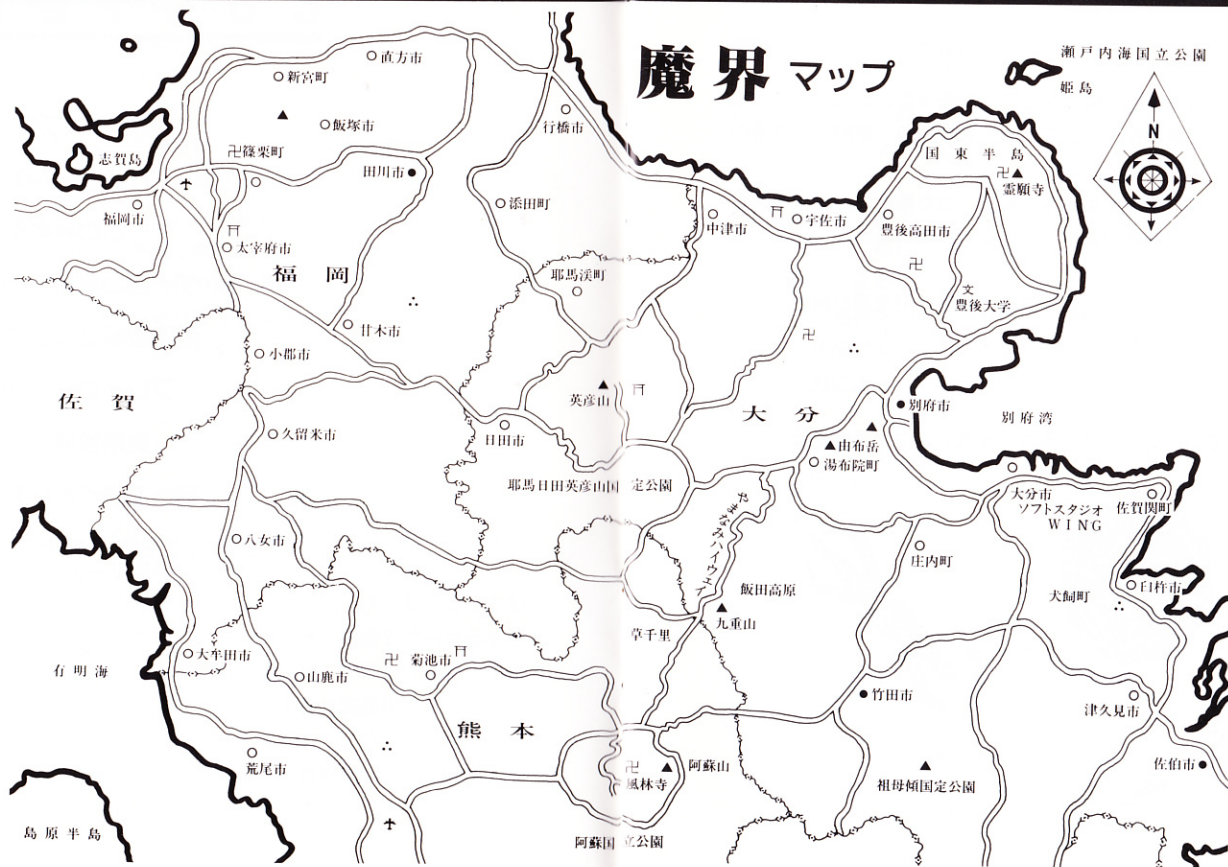 魔界マップ
瀬戸内海国立公園
姫島
N
直方市
新宮町
飯塚市
行橋市
志賀島
卍篠栗町
田川市
国東半島
卍
霊願寺
福岡市
太宰府市
添田町
中津市
宇佐市
豊後高田市
卍
福岡
耶馬渓町
文
豊後大学
甘木市
小郡市
卍
佐賀
英彦山
大分
別府市
別府湾
久留米市
日田市
由布岳
湯布院町
耶馬日田英彦山国定公園
大分市
ソフトスタジオ
WING
佐賀関町
やまなみハイウェイ
八女市
庄内町
飯田高原
犬飼町
臼杵市
九重山
草千里
有明海
大牟田市
卍
菊池市
山鹿市
竹田市
津久見市
熊本
荒尾市
卍
風林寺
阿蘇山
祖母傾国定公園
佐伯市
島原半島
阿蘇国立公園